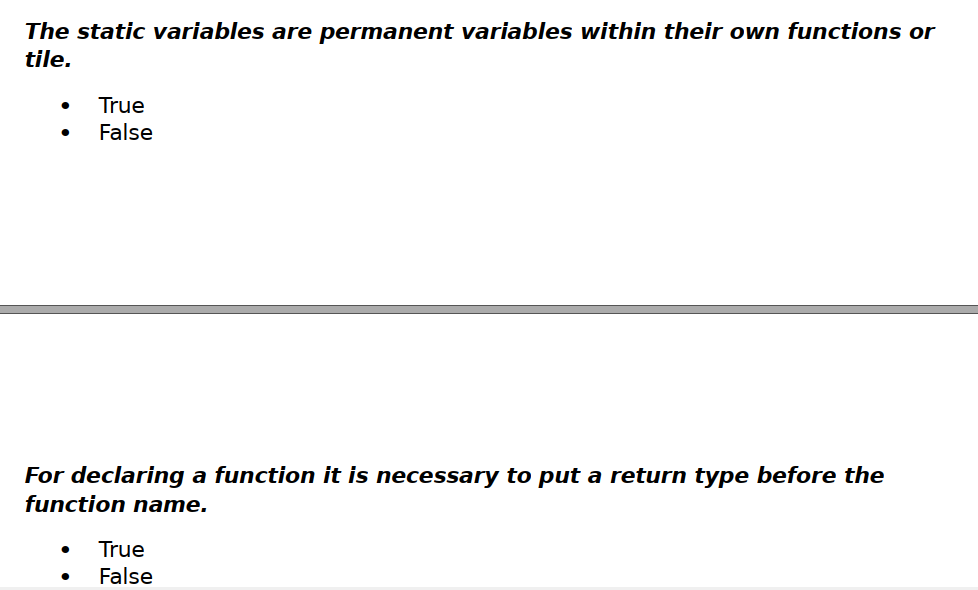 The static variables are permanent variables within their own functions or
tile.
• True
• False
For declaring a function it is necessary to put a return type before the
function name.
• True
• False